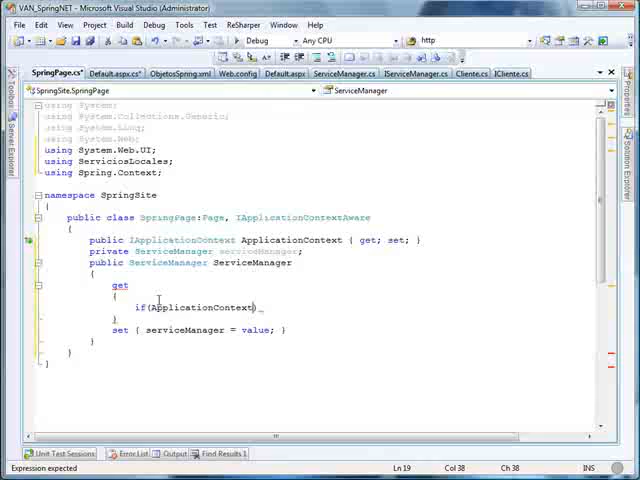 VAN_SpringNET - Microsoft Visual Studio (Administrator)
File Edit View Project Build Debug Tools Test ReSharper Window Help
Debug Any CPU http
SpringPage.cs* Default.aspx.cs* ObjetosSpring.xml Web.config Default.aspx ServiceManager.cs IServiceManager.cs Cliente.cs ICliente.cs
SpringSite.SpringPage ServiceManager
Toolbox
Server Explorer
Properties
Solution Explorer
using System;
using System.Collections.Generic;
using System.Linq;
using System.Web;
using System.Web.UI;
using ServiciosLocales;
using Spring.Context;
namespace SpringSite
{
public class SpringPage:Page, IApplicationContextAware
{
public IApplicationContext ApplicationContext { get; set; }
private ServiceManager serviceManager;
public ServiceManager ServiceManager
{
get
{
if(ApplicationContext)
}
set { serviceManager = value; }
}
}
}
Unit Test Sessions Error List Output Find Results 1
Expression expected Ln 19 Col 38 Ch 38 INS